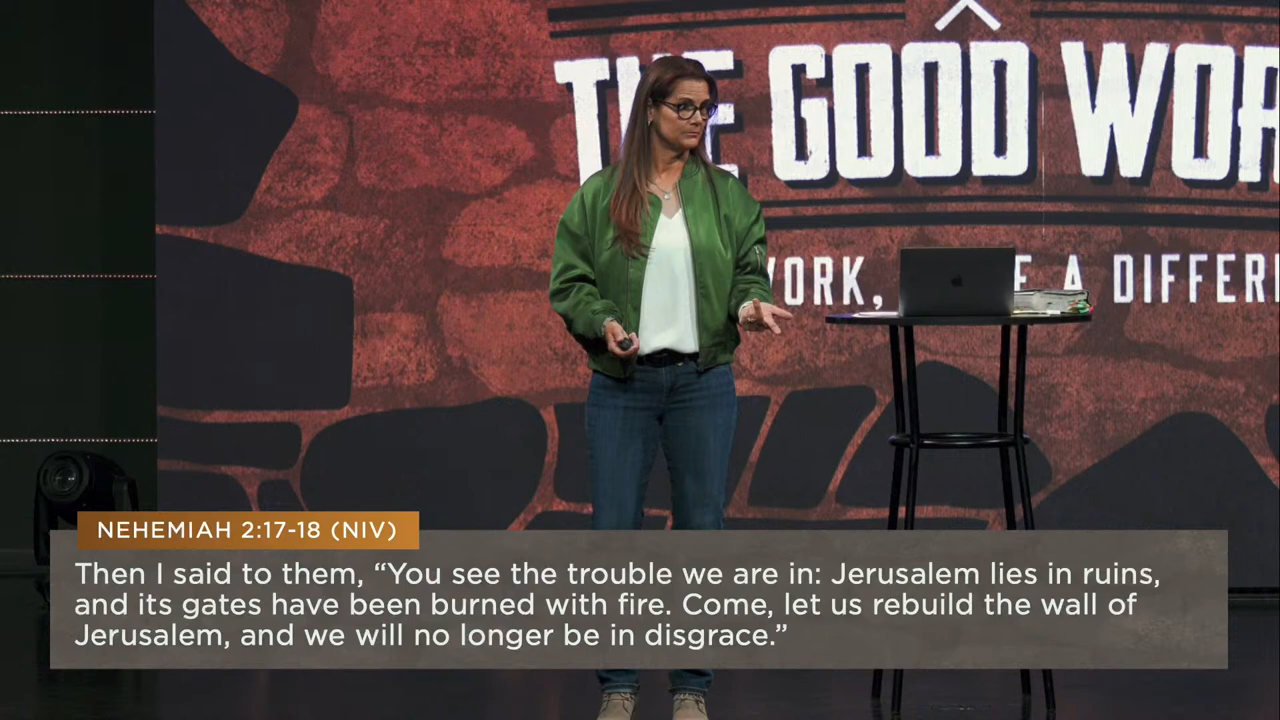 THE GOOD WOR
WORK, E A DIFFER
NEHEMIAH 2:17-18 (NIV)
Then I said to them, “You see the trouble we are in: Jerusalem lies in ruins,
and its gates have been burned with fire. Come, let us rebuild the wall of
Jerusalem, and we will no longer be in disgrace.”